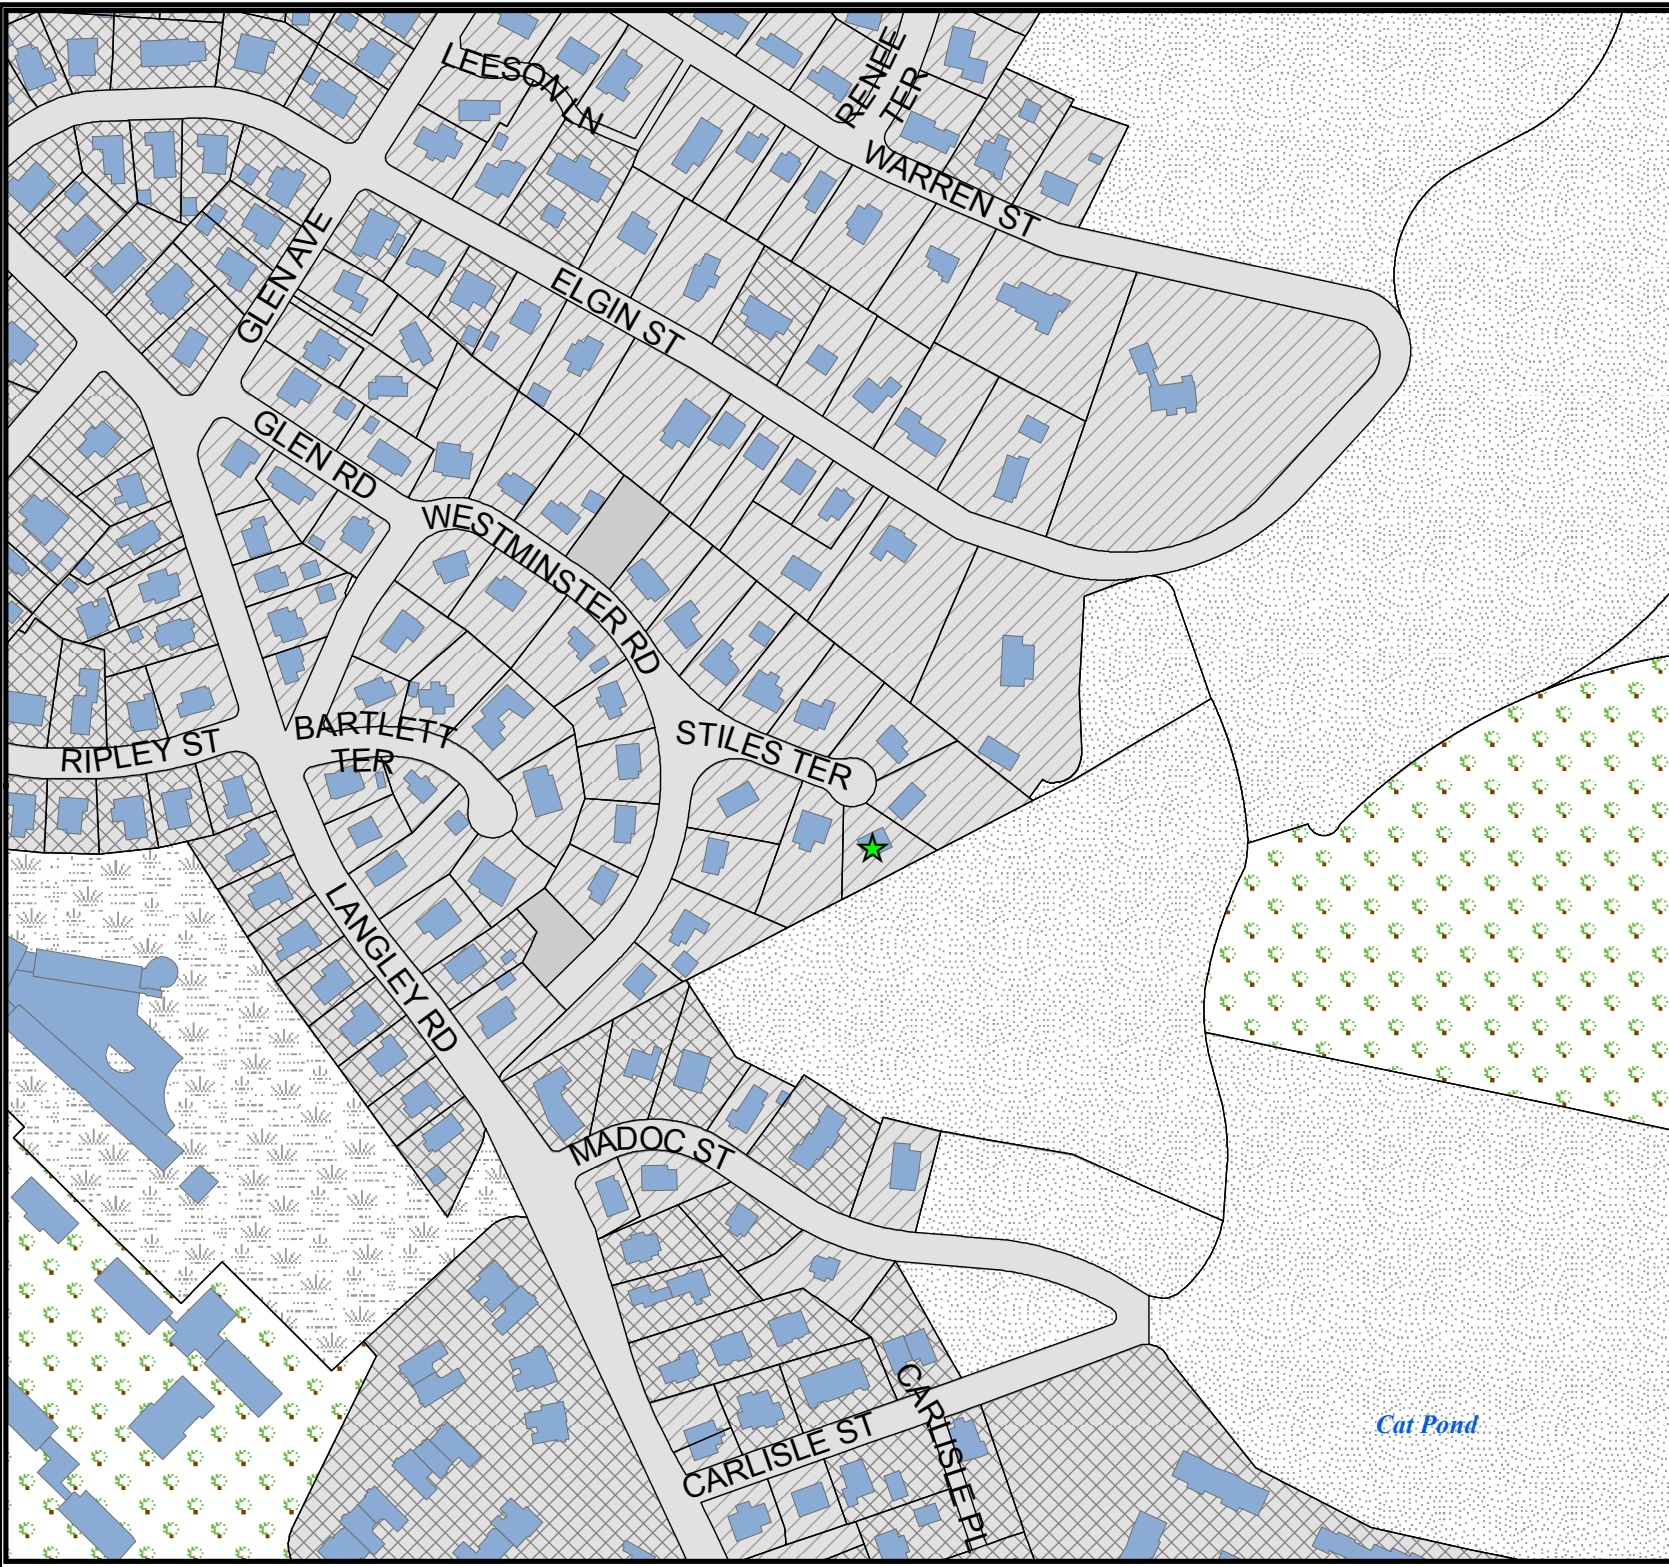 LEESON LN
RENEE
TER
WARREN ST
GLEN AVE
ELGIN ST
GLEN RD
WESTMINSTER RD
STILES TER
RIPLEY ST
BARTLETT
TER
LANGLEY RD
MADOC ST
CARLISLE ST
CARLISLE PL
Cat Pond